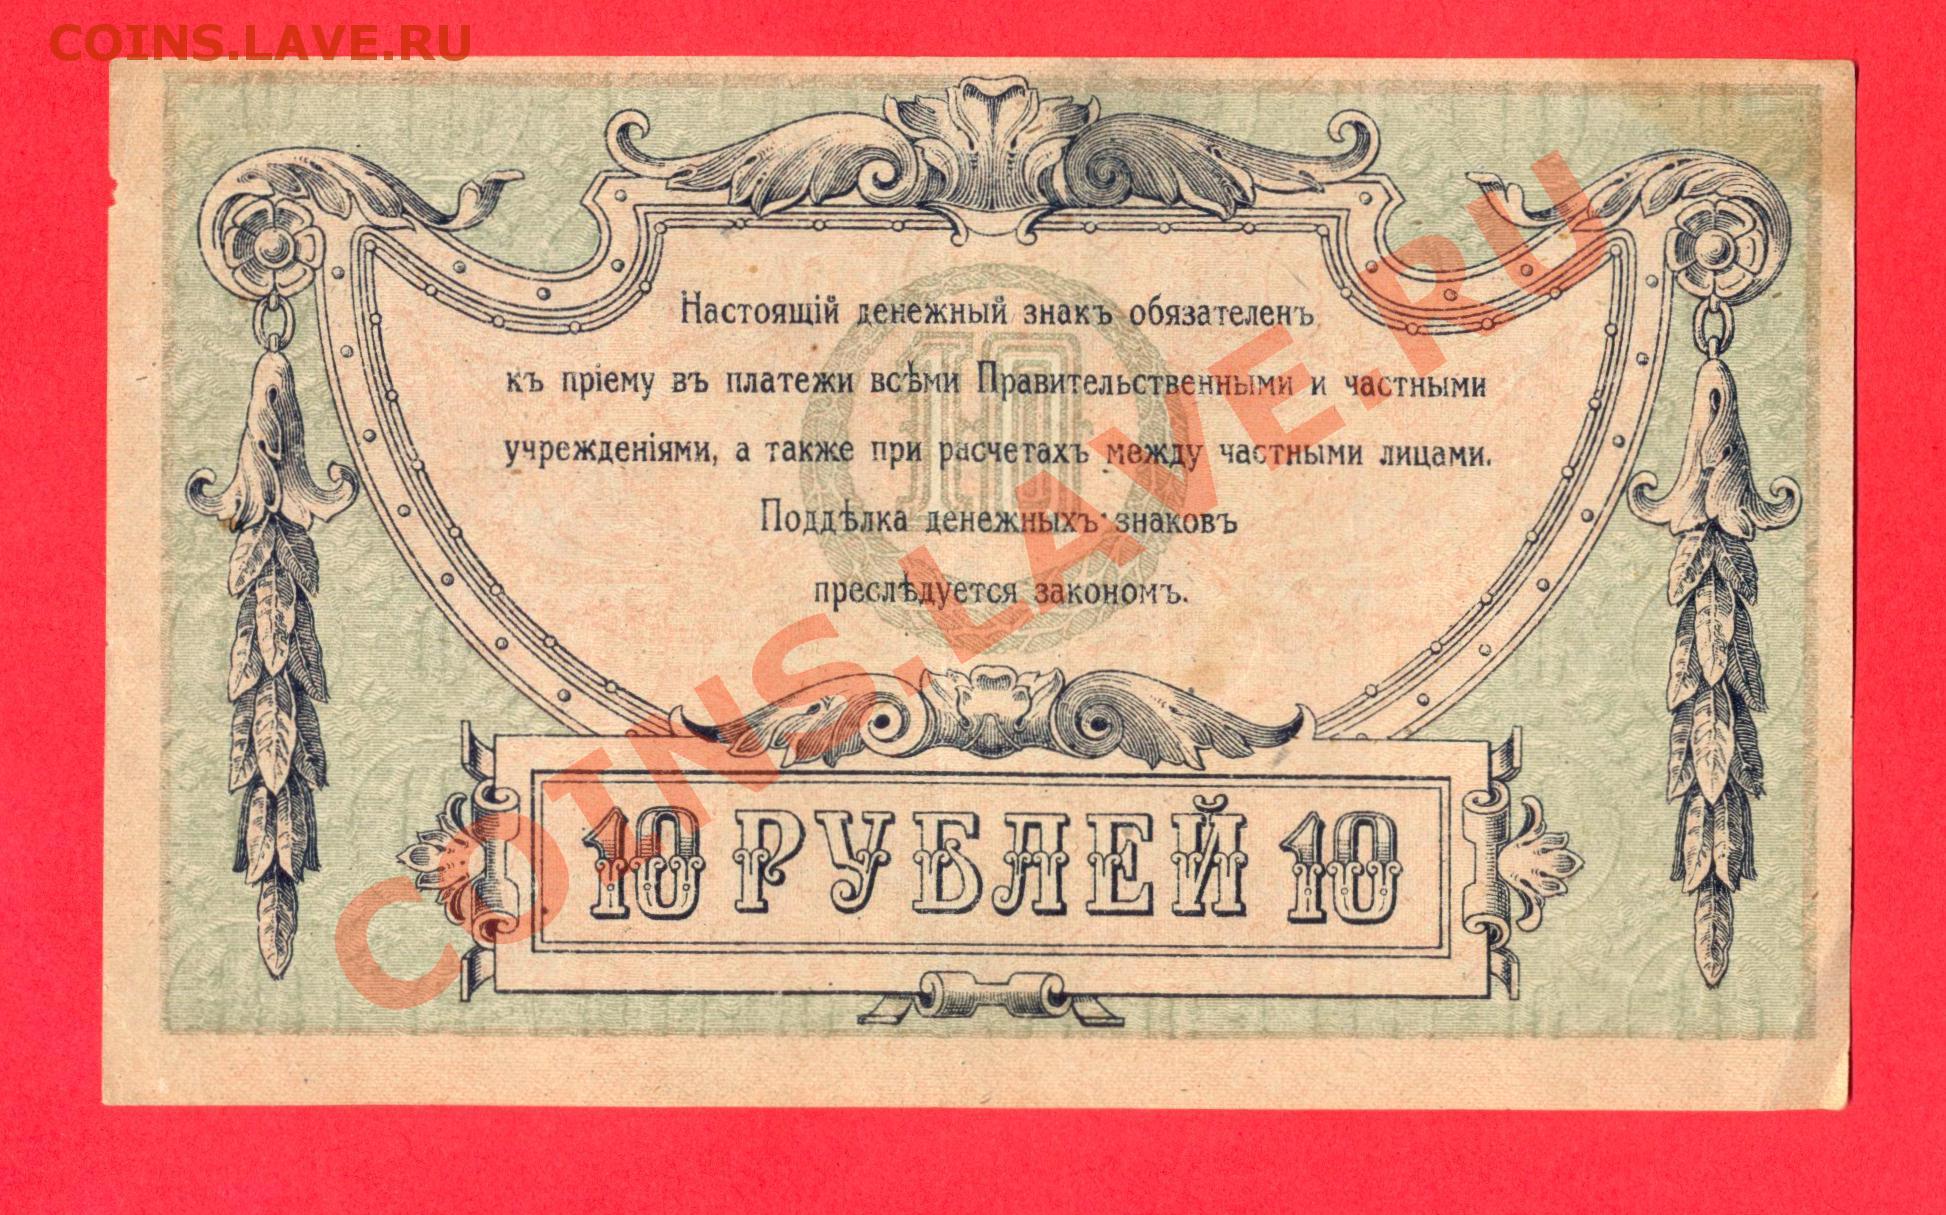 COINS.LAVE.RU
Настоящій денежный знакъ обязателенъ
къ пріему въ платежи всѣми Правительственными и частными
учрежденіями, а также при расчетахъ между частными лицами.
Поддѣлка денежныхъ знаковъ
преслѣдуется закономъ.
10
10 РУБЛЕЙ 10
COINS.LAVE.RU